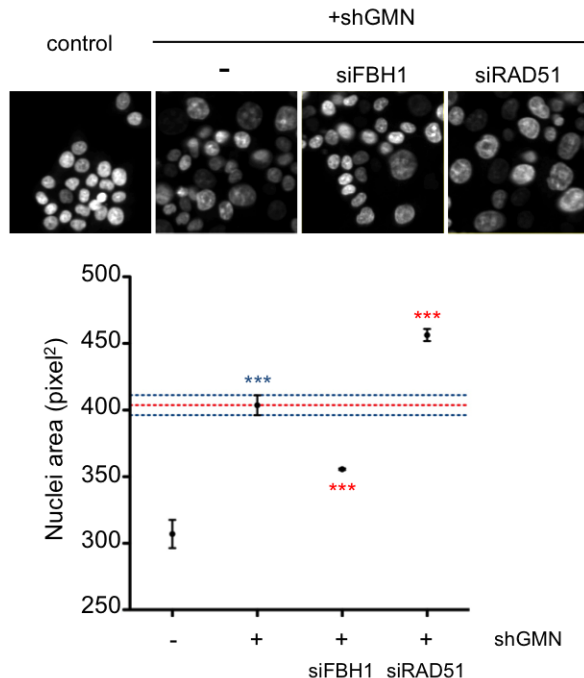 +shGMN
control
-
siFBH1 siRAD51
500
450
400
350
300
250
Nuclei area (pixel²)
***
***
***
- + + + shGMN
siFBH1 siRAD51